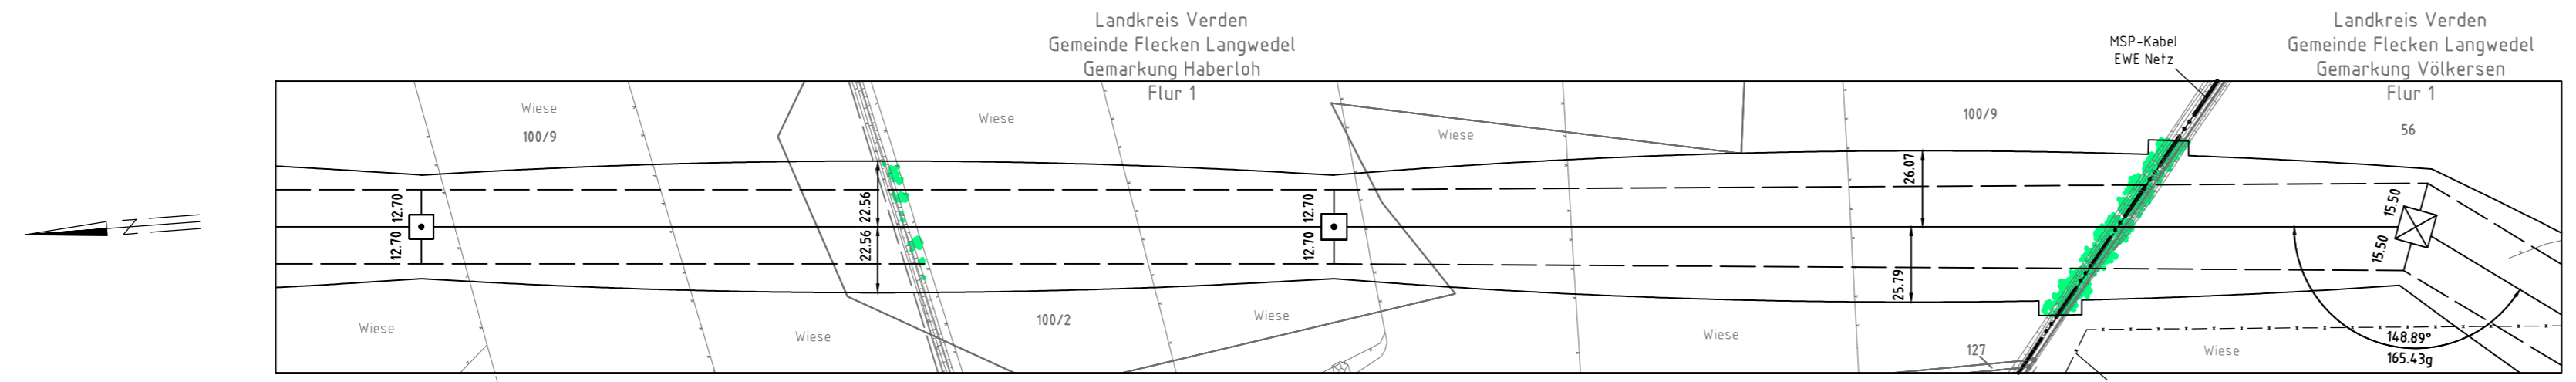 Landkreis Verden
Gemeinde Flecken Langwedel
Gemarkung Haberloh
Flur 1
MSP-Kabel
EWE Netz
Landkreis Verden
Gemeinde Flecken Langwedel
Gemarkung Völkersen
Flur 1
Wiese
100/9
Wiese
Wiese
100/9
56
N
12.70
12.70
22.56
22.56
12.70
12.70
26.07
25.79
15.50
15.50
Wiese
Wiese
100/2
Wiese
Wiese
127
Wiese
148.89°
165.43g